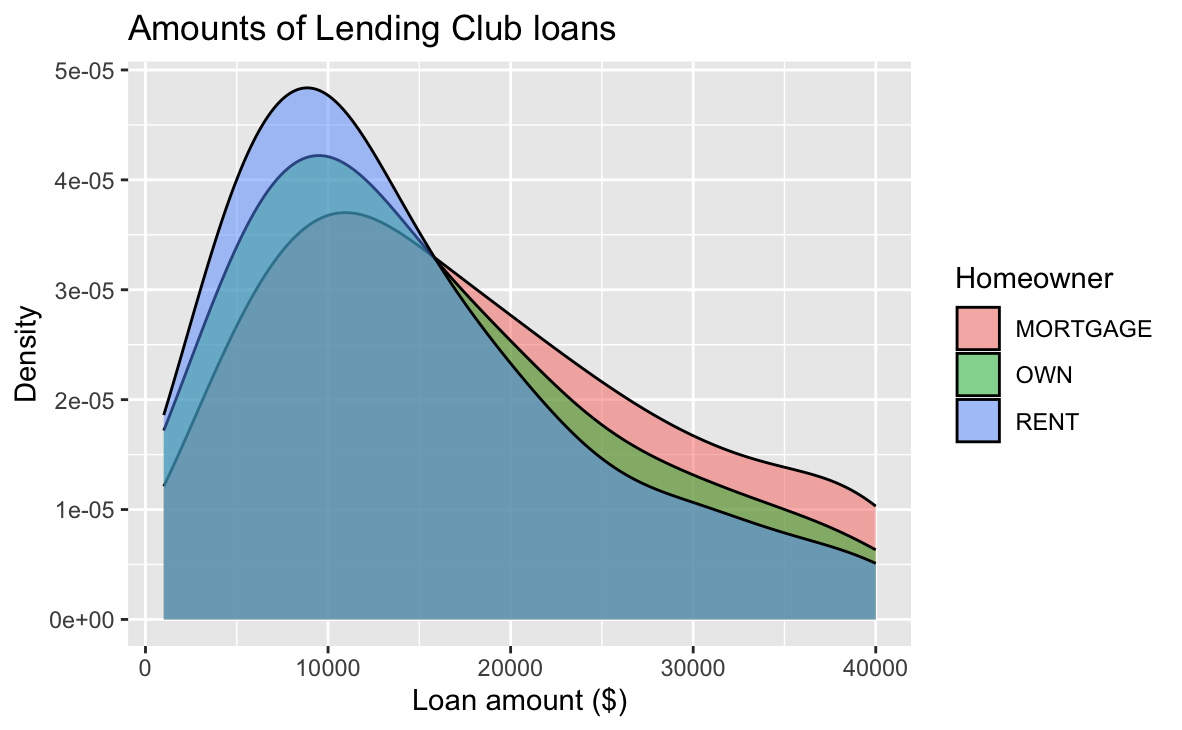 Amounts of Lending Club loans
5e-05
4e-05
3e-05
2e-05
1e-05
0e+00
Density
0 10000 20000 30000 40000
Loan amount ($)
Homeowner
MORTGAGE
OWN
RENT